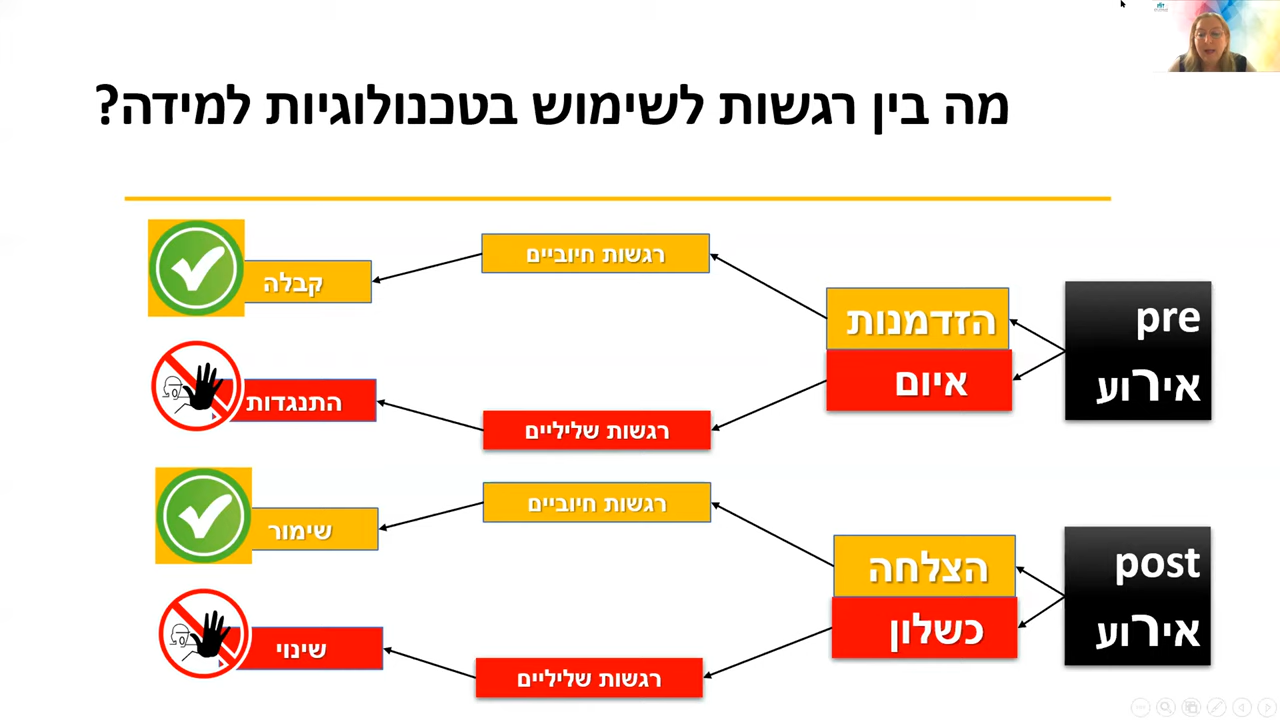 מה בין רגשות לשימוש בטכנולוגיות למידה?
pre
אירוע
הזדמנות
איום
רגשות חיוביים
רגשות שליליים
קבלה
התנגדות
post
אירוע
הצלחה
כשלון
רגשות חיוביים
רגשות שליליים
שימור
שינוי